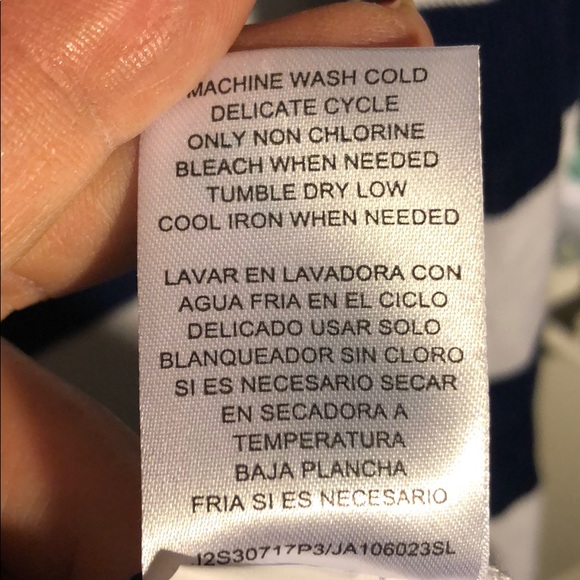 MACHINE WASH COLD
DELICATE CYCLE
ONLY NON CHLORINE
BLEACH WHEN NEEDED
TUMBLE DRY LOW
COOL IRON WHEN NEEDED
LAVAR EN LAVADORA CON
AGUA FRIA EN EL CICLO
DELICADO USAR SOLO
BLANQUEADOR SIN CLORO
SI ES NECESARIO SECAR
EN SECADORA A
TEMPERATURA
BAJA PLANCHA
FRIA SI ES NECESARIO
I2S30717P3/JA106023SL